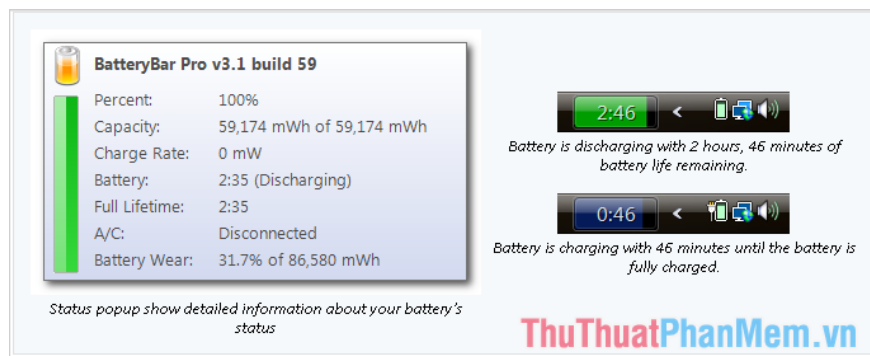 BatteryBar Pro v3.1 build 59
Percent: 100%
Capacity: 59,174 mWh of 59,174 mWh
Charge Rate: 0 mW
Battery: 2:35 (Discharging)
Full Lifetime: 2:35
A/C: Disconnected
Battery Wear: 31.7% of 86,580 mWh
Status popup show detailed information about your battery's
status
2:46
Battery is discharging with 2 hours, 46 minutes of
battery life remaining.
0:46
Battery is charging with 46 minutes until the battery is
fully charged.
ThuThuatPhanMem.vn